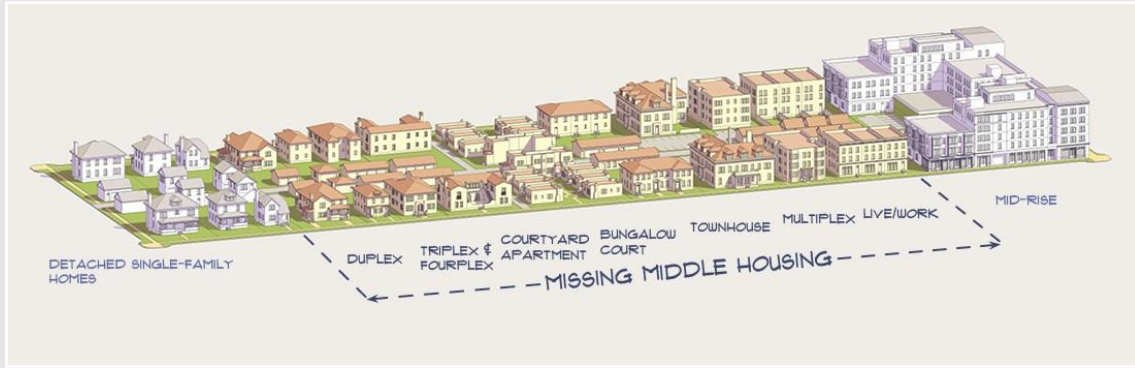 DETACHED SINGLE-FAMILY
HOMES
DUPLEX
TRIPLEX &
FOURPLEX
COURTYARD
APARTMENT
BUNGALOW
COURT
TOWNHOUSE
MULTIPLEX
LIVE/WORK
MID-RISE
MISSING MIDDLE HOUSING